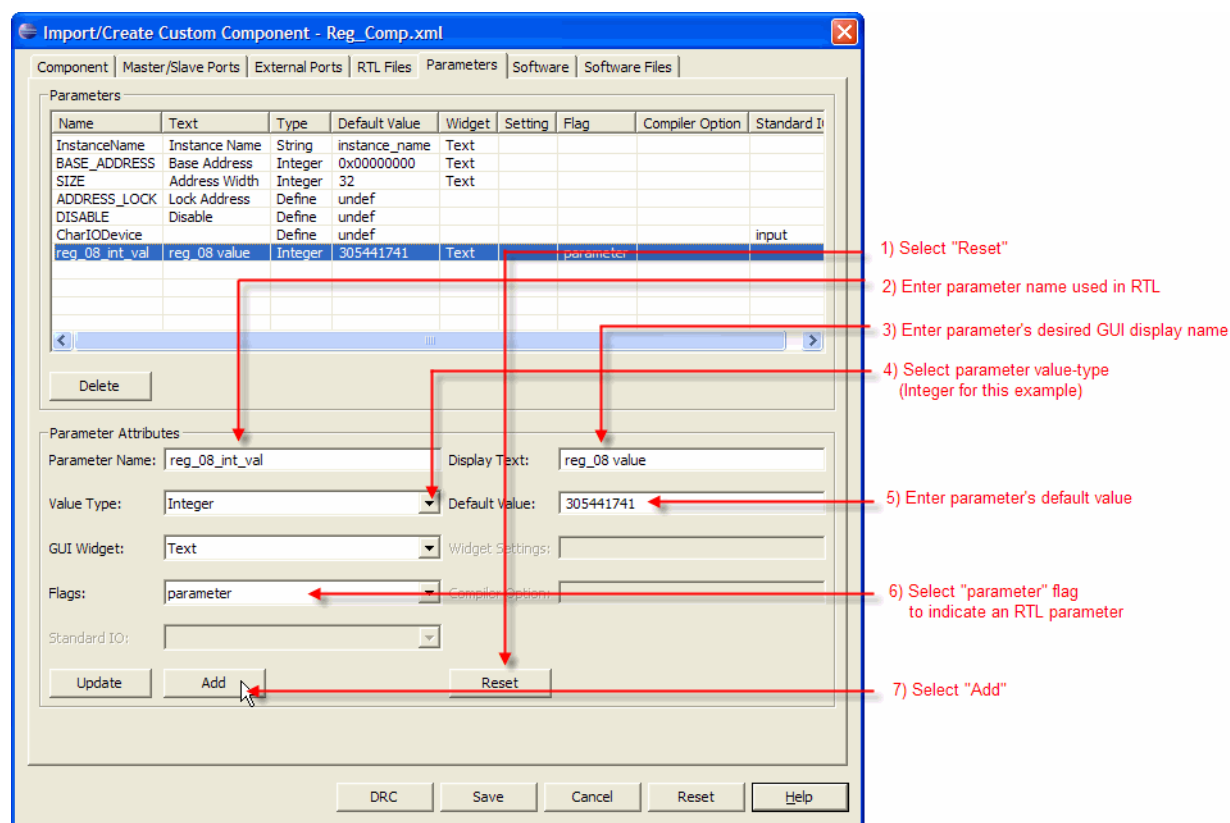 Import/Create Custom Component - Reg_Comp.xml
Component Master/Slave Ports External Ports RTL Files Parameters Software Software Files
Parameters
Name Text Type Default Value Widget Setting Flag Compiler Option Standard I
InstanceName Instance Name String instance_name Text
BASE_ADDRESS Base Address Integer 0x00000000 Text
SIZE Address Width Integer 32 Text
ADDRESS_LOCK Lock Address Define undef
DISABLE Disable Define undef
CharIODevice Define undef input
reg_08_int_val reg_08 value Integer 305441741 Text parameter
1) Select "Reset"
2) Enter parameter name used in RTL
3) Enter parameter's desired GUI display name
Delete
4) Select parameter value-type
(Integer for this example)
Parameter Attributes
Parameter Name: reg_08_int_val Display Text: reg_08 value
Value Type: Integer Default Value: 305441741
5) Enter parameter's default value
GUI Widget: Text Widget Settings:
Flags: parameter Compiler Option:
6) Select "parameter" flag
to indicate an RTL parameter
Standard IO:
Update Add Reset
7) Select "Add"
DRC Save Cancel Reset Help